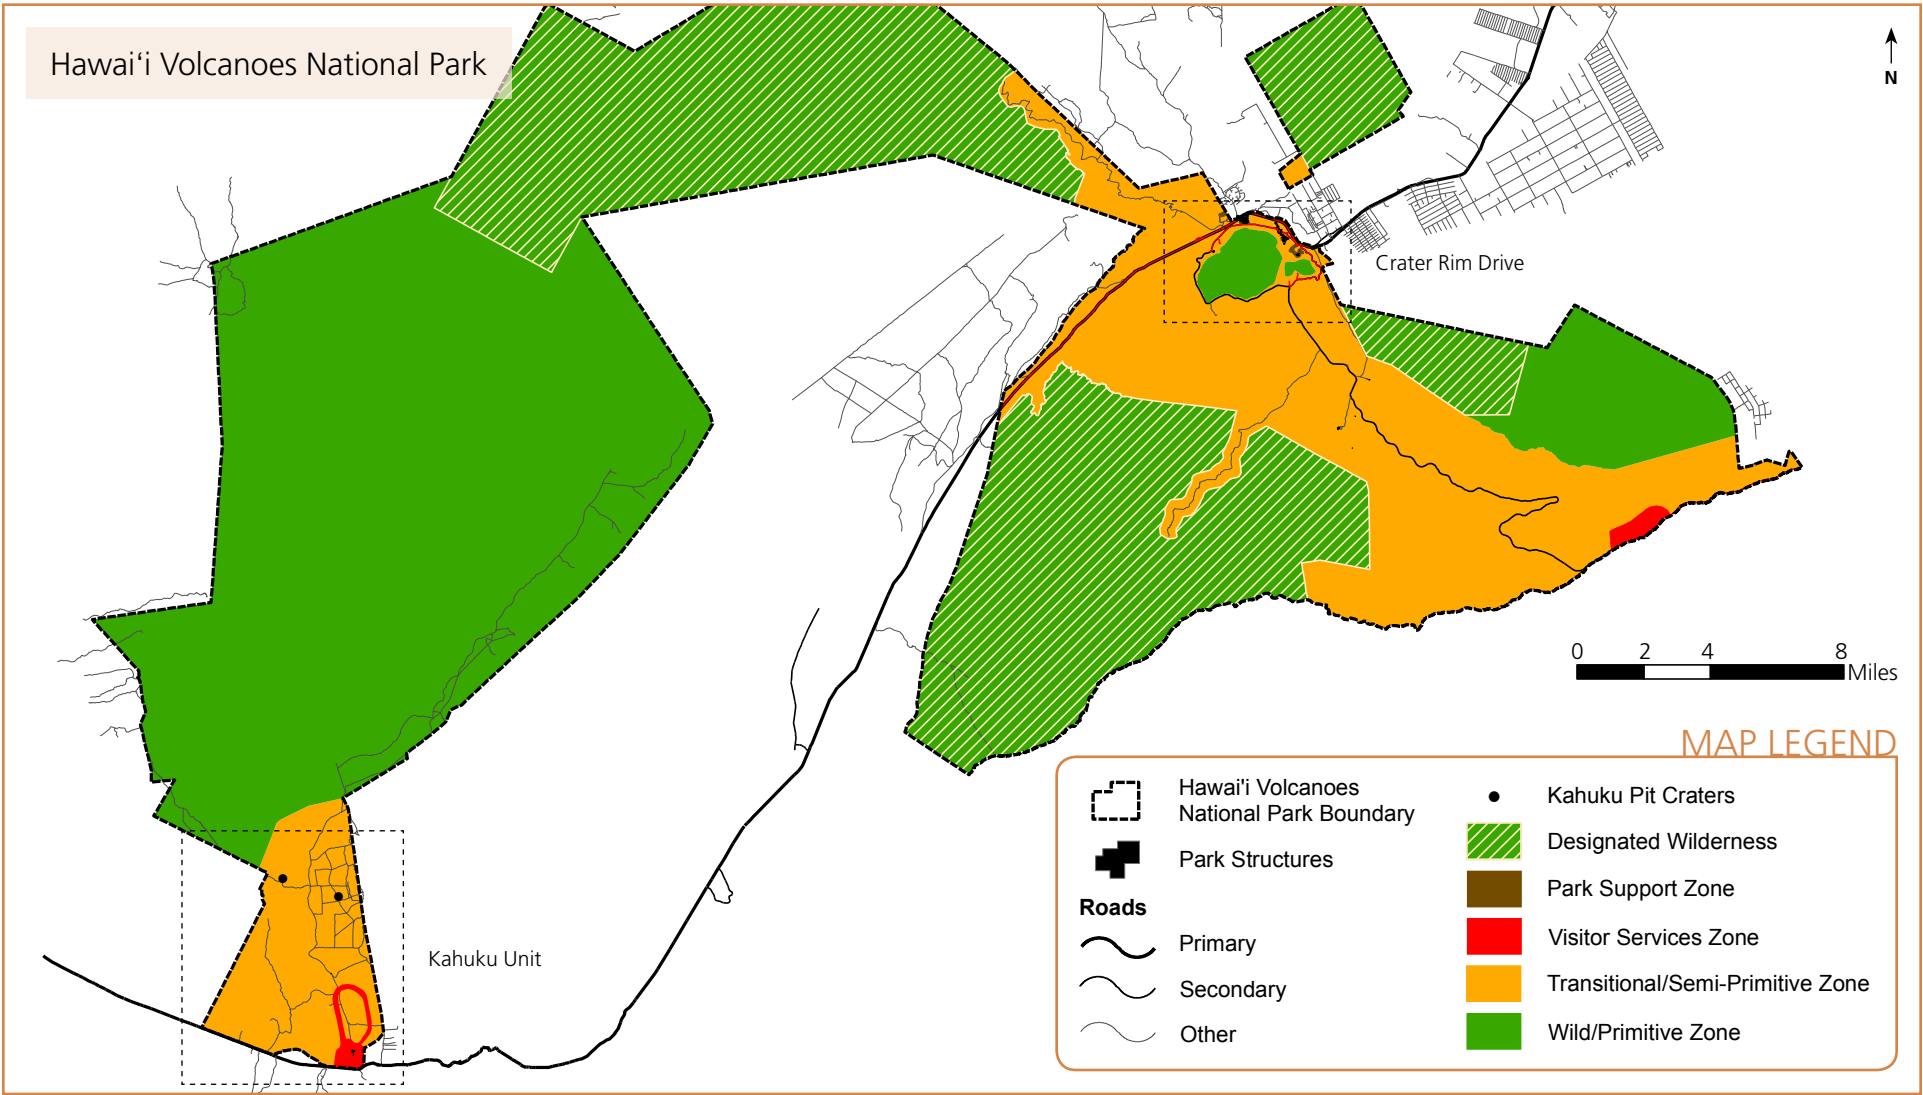 Hawai‘i Volcanoes National Park
N
Crater Rim Drive
0 2 4 8
Miles
Kahuku Unit
MAP LEGEND
Hawai'i Volcanoes
National Park Boundary
Park Structures
Roads
Primary
Secondary
Other
Kahuku Pit Craters
Designated Wilderness
Park Support Zone
Visitor Services Zone
Transitional/Semi-Primitive Zone
Wild/Primitive Zone